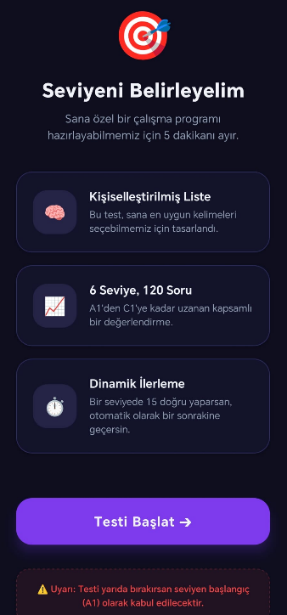 Seviyeni Belirleyelim
Sana özel bir çalışma programı
hazırlayabilmemiz için 5 dakikanı ayır.
Kişiselleştirilmiş Liste
Bu test, sana en uygun kelimeleri
seçebilmemiz için tasarlandı.
6 Seviye, 120 Soru
A1'den C1'ye kadar uzanan kapsamlı
bir değerlendirme.
Dinamik İlerleme
Bir seviyede 15 doğru yaparsan,
otomatik olarak bir sonrakine
geçersin.
Testi Başlat →
⚠️ Uyarı: Testi yarıda bırakırsan seviyen başlangıç
(A1) olarak kabul edilecektir.